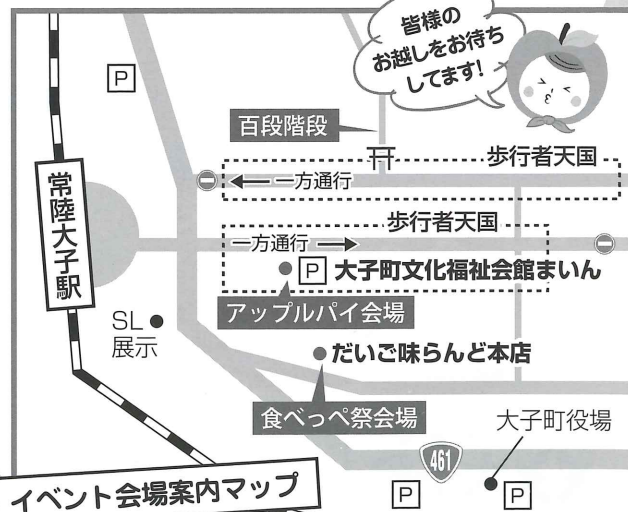 皆様の
お越しをお待ち
してます!
P
百段階段
歩行者天国
←一方通行
常陸大子駅
歩行者天国
一方通行→
P 大子町文化福祉会館まいん
アップルパイ会場
SL
展示
だいご味らんど本店
食べっぺ祭会場
大子町役場
461
P
P
イベント会場案内マップ